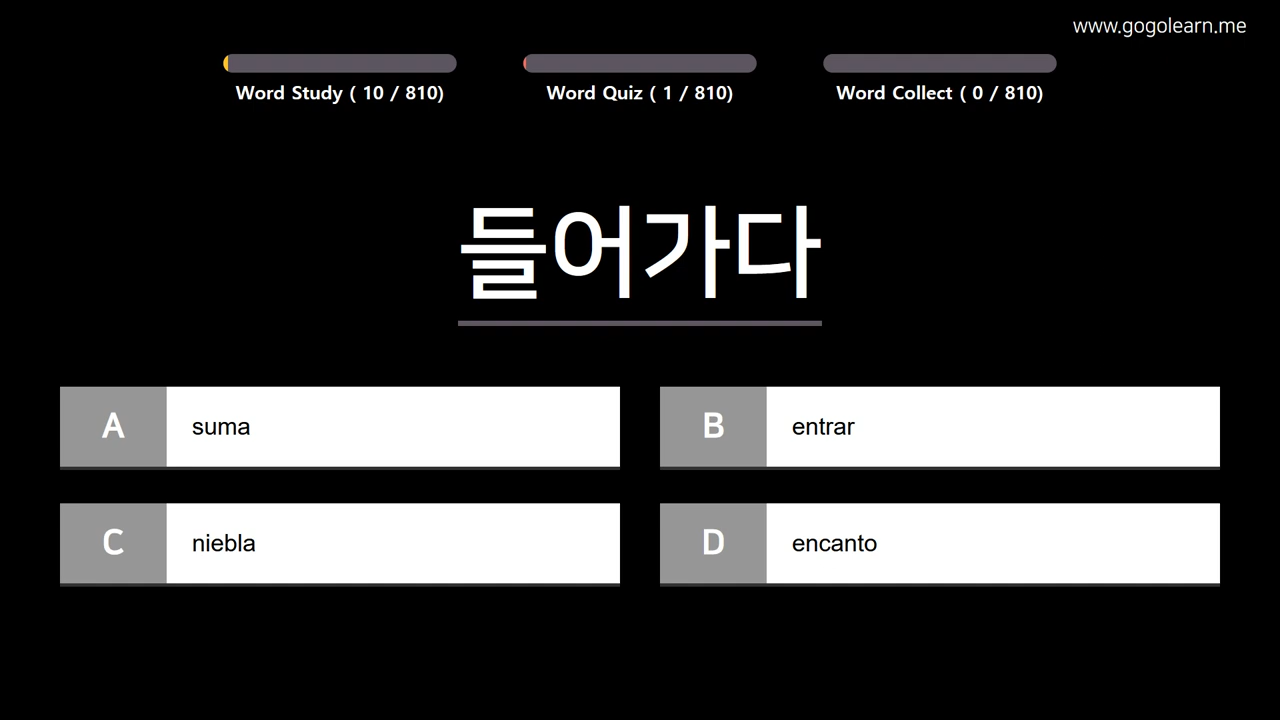 www.gogolearn.me
Word Study ( 10 / 810)
Word Quiz ( 1 / 810)
Word Collect ( 0 / 810)
들어가다
A suma
B entrar
C niebla
D encanto